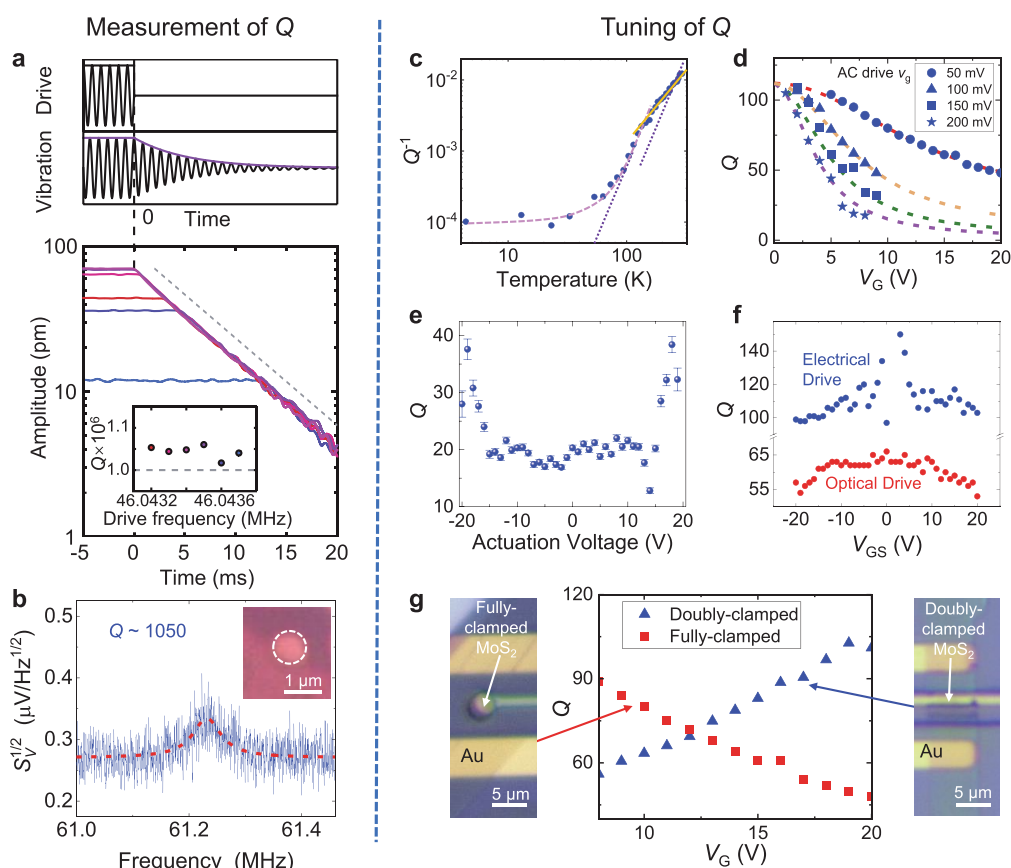 Measurement of Q
Tuning of Q
a
Drive
Vibration
0
Time
100
10
1
Amplitude (pm)
-5 0 5 10 15 20
Time (ms)
1.1
1.0
Q×10⁶
46.0432 46.0436
Drive frequency (MHz)
b
Q ~ 1050
1 µm
0.5
0.4
0.3
0.2
S_V^1/2 (µV/Hz^1/2)
61.0 61.2 61.4
Frequency (MHz)
c
10⁻²
10⁻³
10⁻⁴
Q⁻¹
10 100
Temperature (K)
d
AC drive v_g
50 mV
100 mV
150 mV
200 mV
100
75
50
25
0
Q
0 5 10 15 20
V_G (V)
e
40
30
20
10
Q
-20 -10 0 10 20
Actuation Voltage (V)
f
Electrical
Drive
Optical Drive
140
120
100
65
55
Q
-20 -10 0 10 20
V_GS (V)
g
Fully-
clamped
MoS₂
Au
5 µm
Doubly-clamped
Fully-clamped
120
90
60
Q
10 15 20
V_G (V)
Doubly-
clamped
MoS₂
Au
5 µm